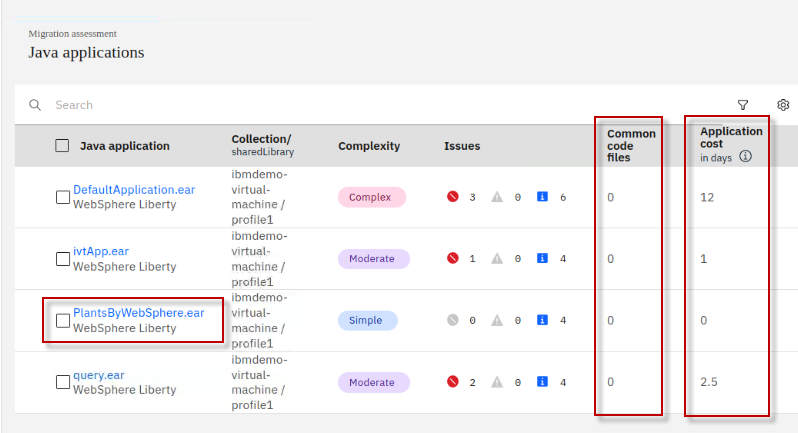 Migration assessment
Java applications
Search
Java application Collection/ sharedLibrary Complexity Issues Common code files Application cost in days
DefaultApplication.ear
WebSphere Liberty
ibmdemo-
virtual-
machine /
profile1
Complex 3 0 6 0 12
ivtApp.ear
WebSphere Liberty
ibmdemo-
virtual-
machine /
profile1
Moderate 1 0 4 0 1
PlantsByWebSphere.ear
WebSphere Liberty
ibmdemo-
virtual-
machine /
profile1
Simple 0 0 4 0 0
query.ear
WebSphere Liberty
ibmdemo-
virtual-
machine /
profile1
Moderate 2 0 4 0 2.5